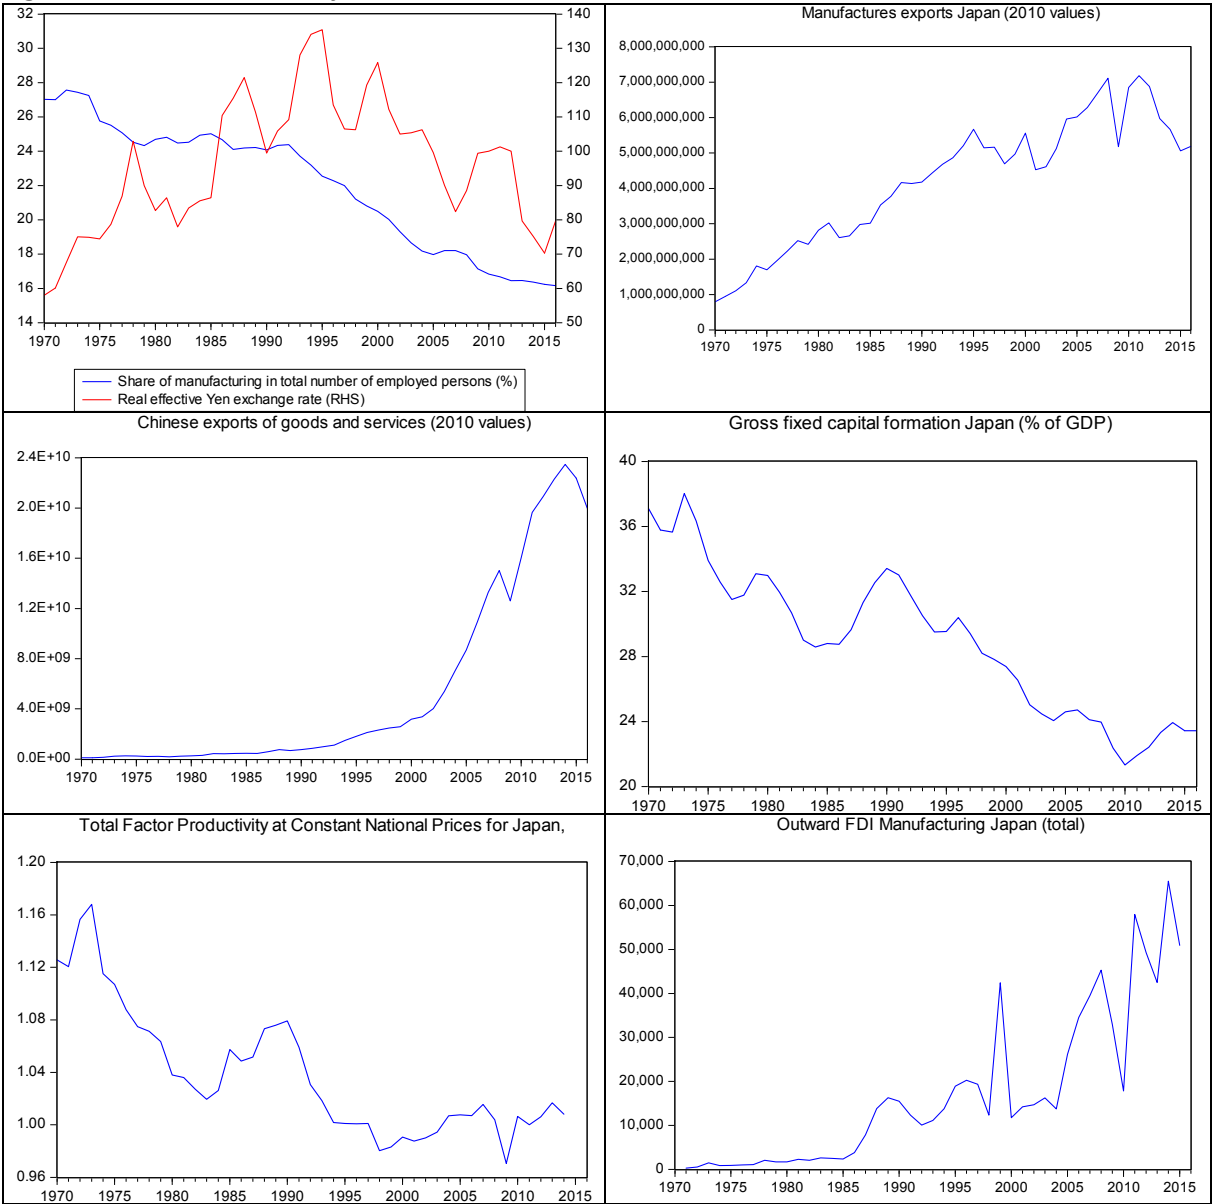 32
30
28
26
24
22
20
18
16
14
140
130
120
110
100
90
80
70
60
50
1970 1975 1980 1985 1990 1995 2000 2005 2010 2015
Share of manufacturing in total number of employed persons (%)
Real effective Yen exchange rate (RHS)
Manufactures exports Japan (2010 values)
8,000,000,000
7,000,000,000
6,000,000,000
5,000,000,000
4,000,000,000
3,000,000,000
2,000,000,000
1,000,000,000
0
1970 1975 1980 1985 1990 1995 2000 2005 2010 2015
Chinese exports of goods and services (2010 values)
2.4E+10
2.0E+10
1.6E+10
1.2E+10
8.0E+09
4.0E+09
0.0E+00
1970 1975 1980 1985 1990 1995 2000 2005 2010 2015
Gross fixed capital formation Japan (% of GDP)
40
36
32
28
24
20
1970 1975 1980 1985 1990 1995 2000 2005 2010 2015
Total Factor Productivity at Constant National Prices for Japan,
1.20
1.16
1.12
1.08
1.04
1.00
0.96
1970 1975 1980 1985 1990 1995 2000 2005 2010 2015
Outward FDI Manufacturing Japan (total)
70,000
60,000
50,000
40,000
30,000
20,000
10,000
0
1970 1975 1980 1985 1990 1995 2000 2005 2010 2015